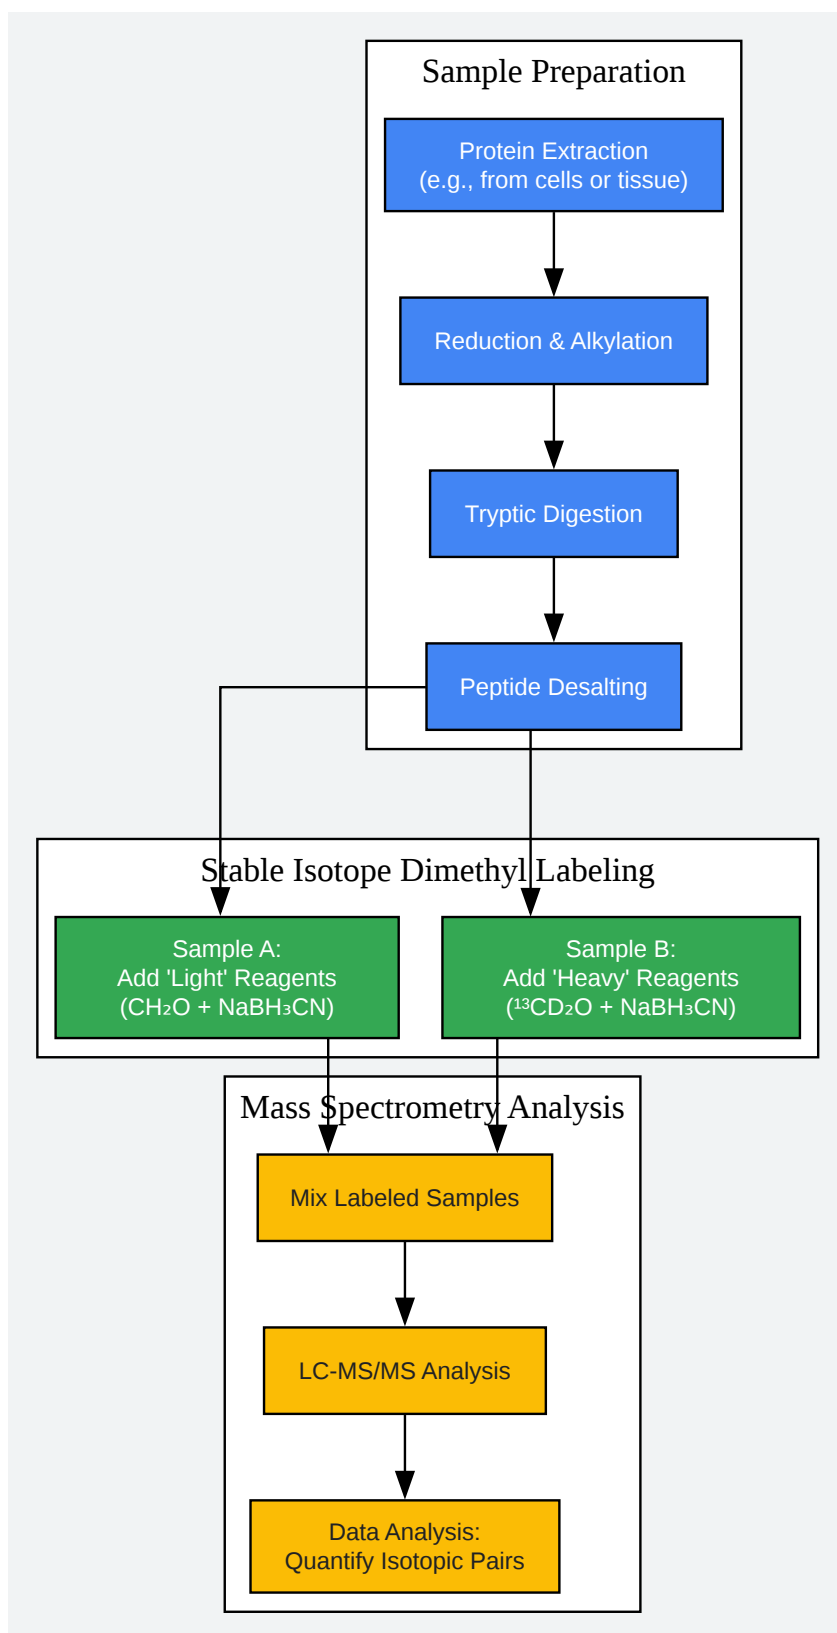 Sample Preparation
Protein Extraction
(e.g., from cells or tissue)
Reduction & Alkylation
Tryptic Digestion
Peptide Desalting
Stable Isotope Dimethyl Labeling
Sample A:
Add 'Light' Reagents
(CH₂O + NaBH₃CN)
Sample B:
Add 'Heavy' Reagents
(¹³CD₂O + NaBH₃CN)
Mass Spectrometry Analysis
Mix Labeled Samples
LC-MS/MS Analysis
Data Analysis:
Quantify Isotopic Pairs